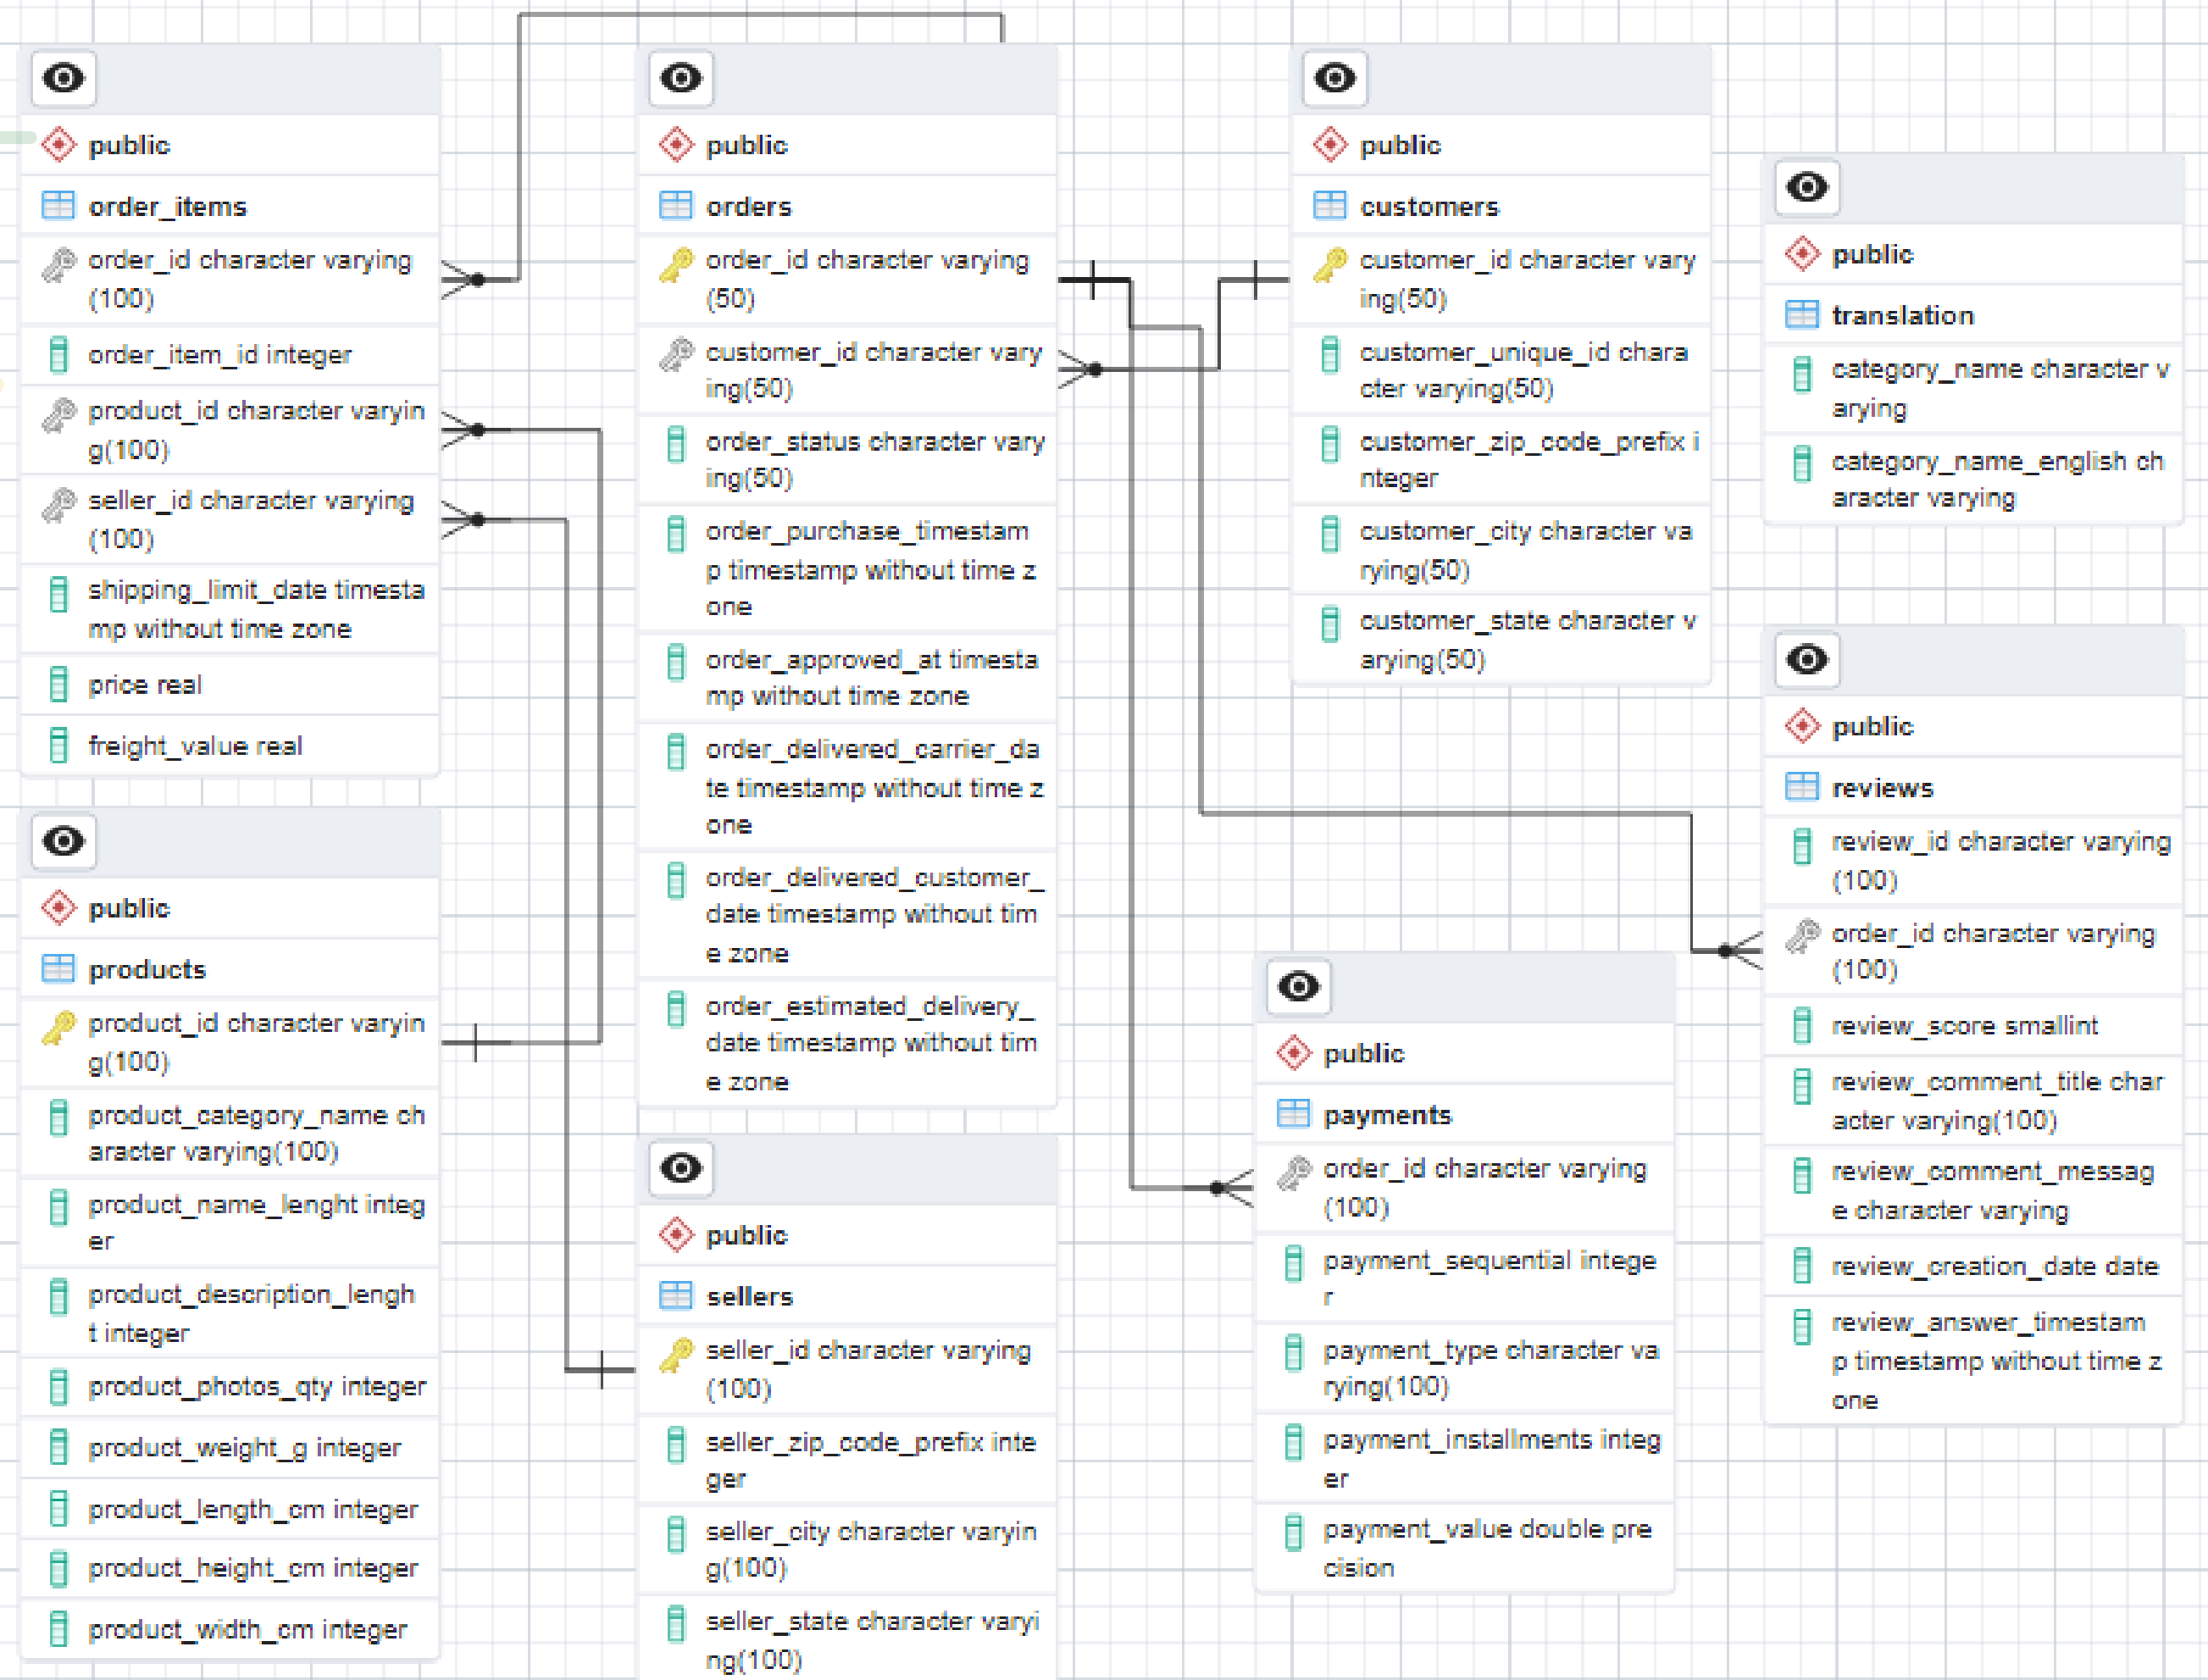 public
order_items
order_id character varying
(100)
order_item_id integer
product_id character varyin
g(100)
seller_id character varying
(100)
shipping_limit_date timesta
mp without time zone
price real
freight_value real
public
products
product_id character varyin
g(100)
product_category_name ch
aracter varying(100)
product_name_lenght integ
er
product_description_lengh
t integer
product_photos_qty integer
product_weight_g integer
product_length_cm integer
product_height_cm integer
product_width_cm integer
public
orders
order_id character varying
(50)
customer_id character vary
ing(50)
order_status character vary
ing(50)
order_purchase_timestam
p timestamp without time z
one
order_approved_at timesta
mp without time zone
order_delivered_carrier_da
te timestamp without time z
one
order_delivered_customer_
date timestamp without tim
e zone
order_estimated_delivery_
date timestamp without tim
e zone
public
sellers
seller_id character varying
(100)
seller_zip_code_prefix inte
ger
seller_city character varyin
g(100)
seller_state character varyi
ng(100)
public
customers
customer_id character vary
ing(50)
customer_unique_id chara
cter varying(50)
customer_zip_code_prefix i
nteger
customer_city character va
rying(50)
customer_state character v
arying(50)
public
payments
order_id character varying
(100)
payment_sequential intege
r
payment_type character va
rying(100)
payment_installments integ
er
payment_value double pre
cision
public
translation
category_name character v
arying
category_name_english ch
aracter varying
public
reviews
review_id character varying
(100)
order_id character varying
(100)
review_score smallint
review_comment_title char
acter varying(100)
review_comment_messag
e character varying
review_creation_date date
review_answer_timestam
p timestamp without time z
one